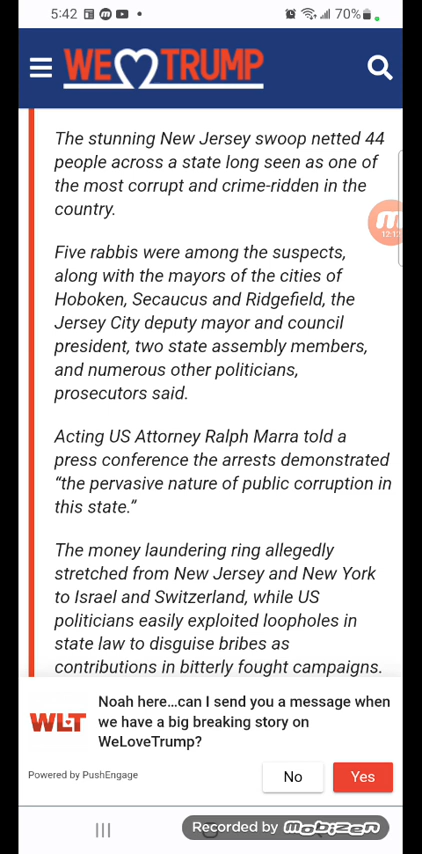 5:42
70%
WE TRUMP
The stunning New Jersey swoop netted 44
people across a state long seen as one of
the most corrupt and crime-ridden in the
country.
12:13
Five rabbis were among the suspects,
along with the mayors of the cities of
Hoboken, Secaucus and Ridgefield, the
Jersey City deputy mayor and council
president, two state assembly members,
and numerous other politicians,
prosecutors said.
Acting US Attorney Ralph Marra told a
press conference the arrests demonstrated
“the pervasive nature of public corruption in
this state.”
The money laundering ring allegedly
stretched from New Jersey and New York
to Israel and Switzerland, while US
politicians easily exploited loopholes in
state law to disguise bribes as
contributions in bitterly fought campaigns.
Noah here...can I send you a message when
we have a big breaking story on
WeLoveTrump?
WLT
Powered by PushEngage
No
Yes
Recorded by mobizen